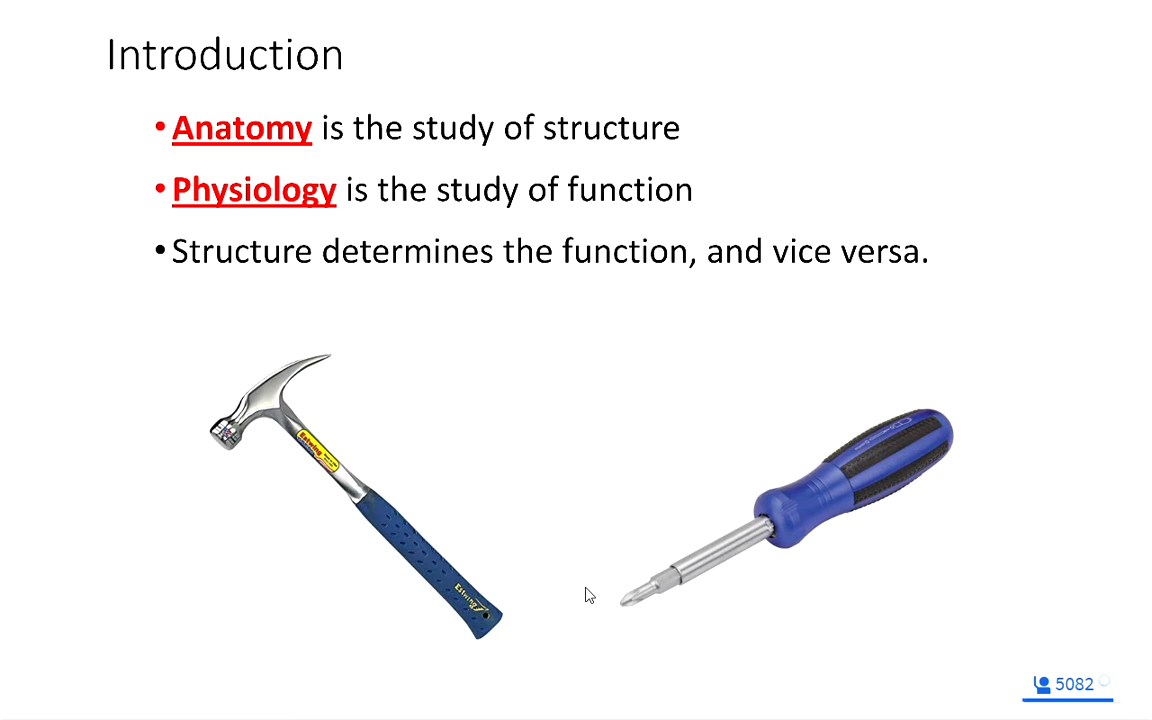 Introduction
• Anatomy is the study of structure
• Physiology is the study of function
• Structure determines the function, and vice versa.
Estwing
Estwing
5082